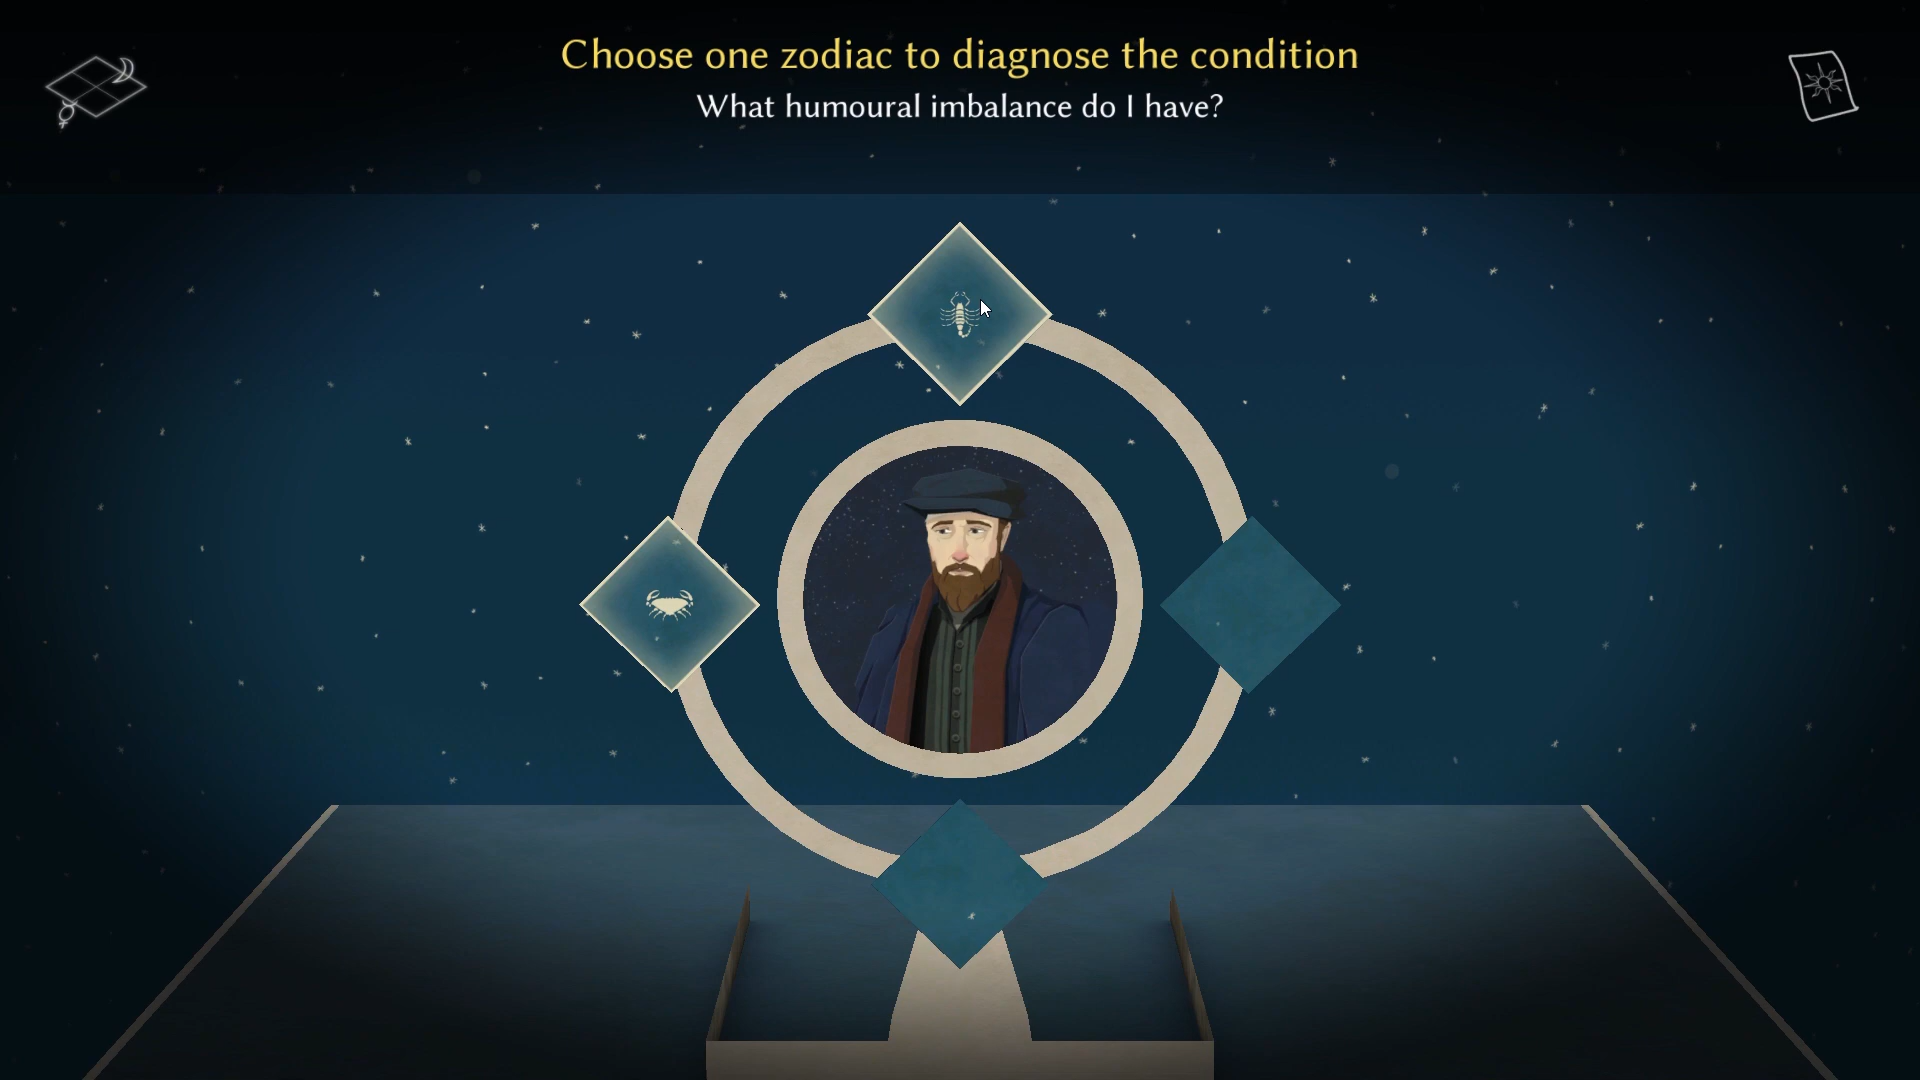 Choose one zodiac to diagnose the condition
What humoural imbalance do I have?